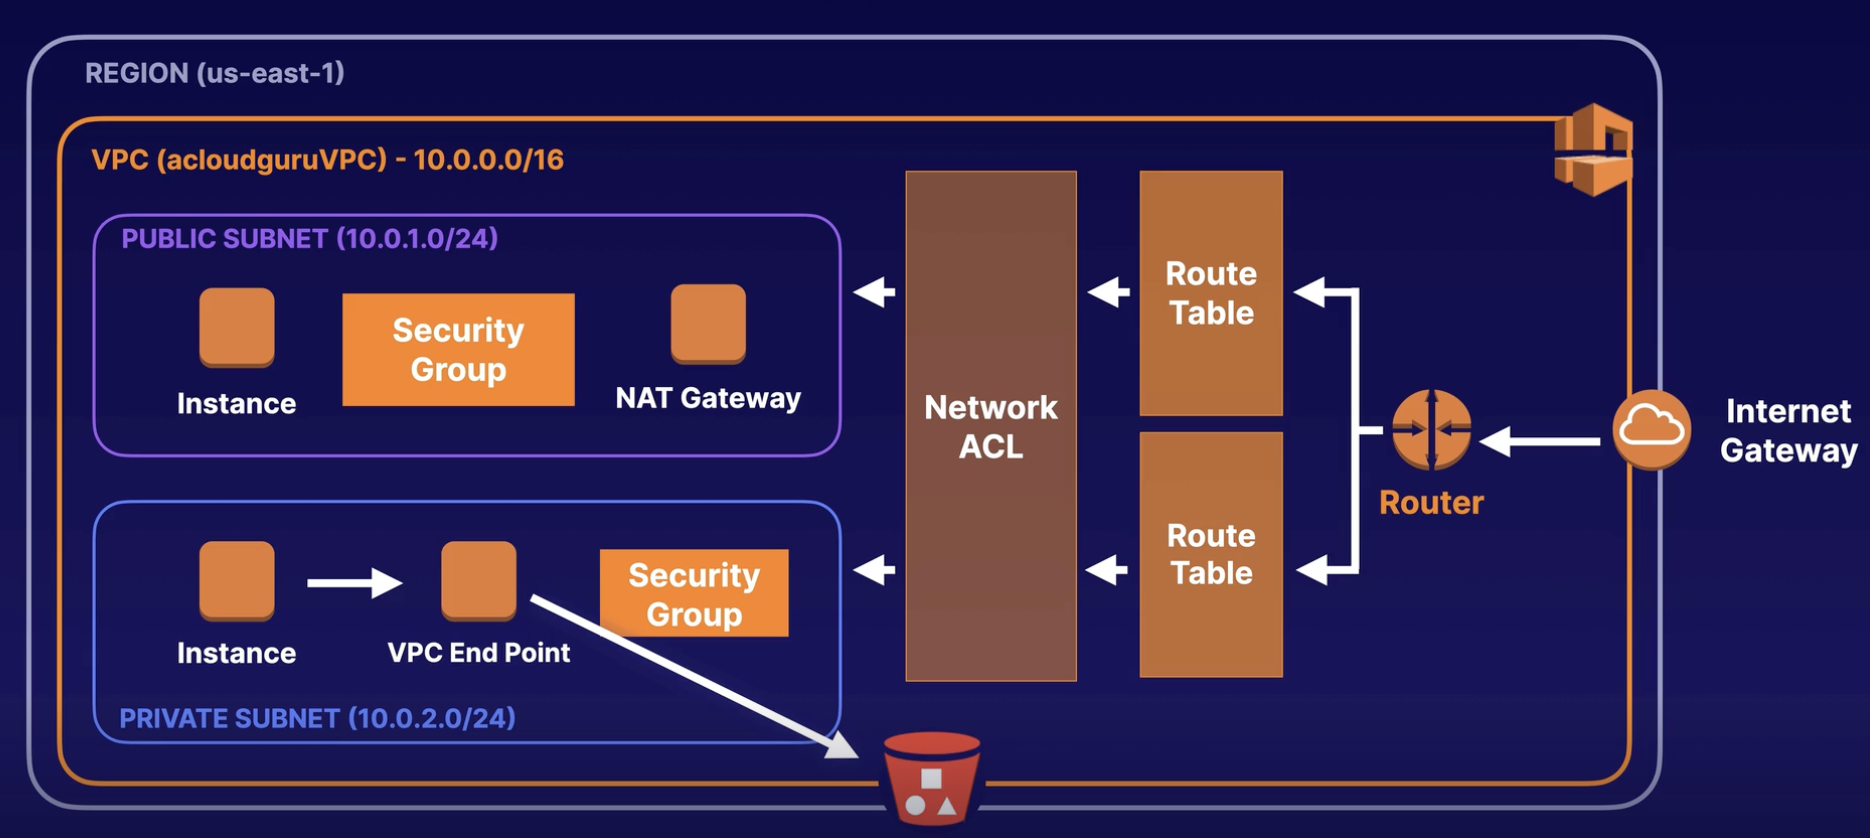 REGION (us-east-1)
VPC (acloudguruVPC) - 10.0.0.0/16
PUBLIC SUBNET (10.0.1.0/24)
Instance
Security
Group
NAT Gateway
Instance
VPC End Point
Security
Group
PRIVATE SUBNET (10.0.2.0/24)
Network
ACL
Route
Table
Route
Table
Router
Internet
Gateway